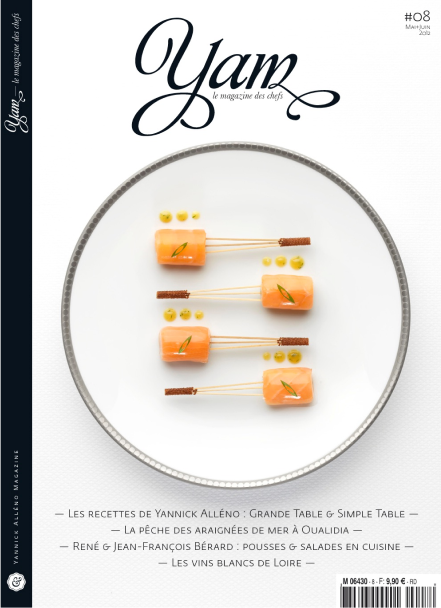 Yam — le magazine des chefs
Yannick Alléno Magazine
#08
Mai-Juin
2012
Yam
le magazine des chefs
— Les recettes de Yannick Alléno : Grande Table & Simple Table —
— La pêche des araignées de mer à Oualidia —
— René & Jean-François Bérard : pousses & salades en cuisine —
— Les vins blancs de Loire —
M 06430 - 8 - F: 9,90 € - RD